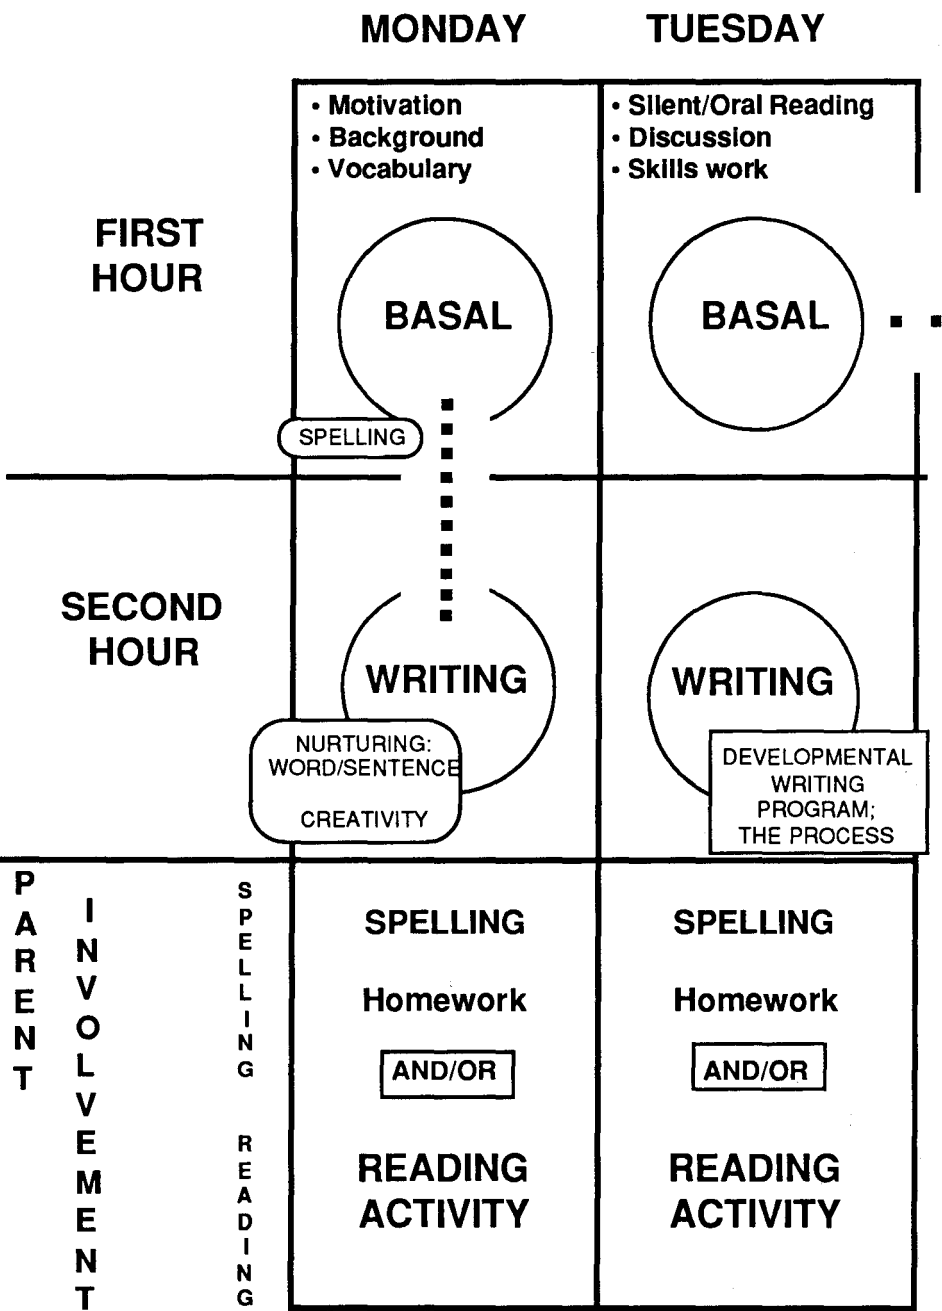 MONDAY
TUESDAY
• Motivation
• Background
• Vocabulary
• Silent/Oral Reading
• Discussion
• Skills work
FIRST
HOUR
BASAL
BASAL
SPELLING
SECOND
HOUR
WRITING
WRITING
NURTURING:
WORD/SENTENCE
CREATIVITY
DEVELOPMENTAL
WRITING
PROGRAM;
THE PROCESS
PARENT
INVOLVEMENT
SPELLING
READING
SPELLING
Homework
AND/OR
READING
ACTIVITY
SPELLING
Homework
AND/OR
READING
ACTIVITY